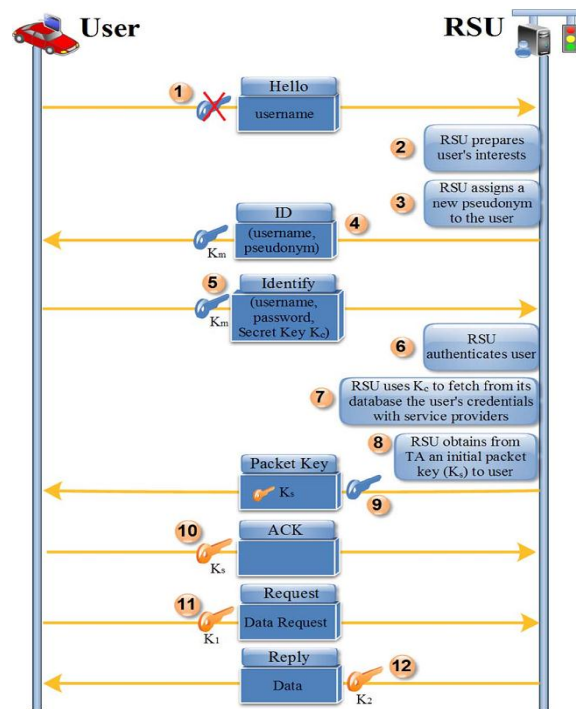 User
RSU
1
Hello
username
2
RSU prepares
user's interests
3
RSU assigns a
new pseudonym
to the user
ID
4
(username,
pseudonym)
Km
5
Identify
(username,
password,
Secret Key Kc)
Km
6
RSU
authenticates user
7
RSU uses Kc to fetch from its
database the user's credentials
with service providers
8
RSU obtains from
TA an initial packet
key (Ks) to user
Packet Key
Ks
9
10
ACK
Ks
11
Request
Data Request
K1
Reply
12
Data
K2